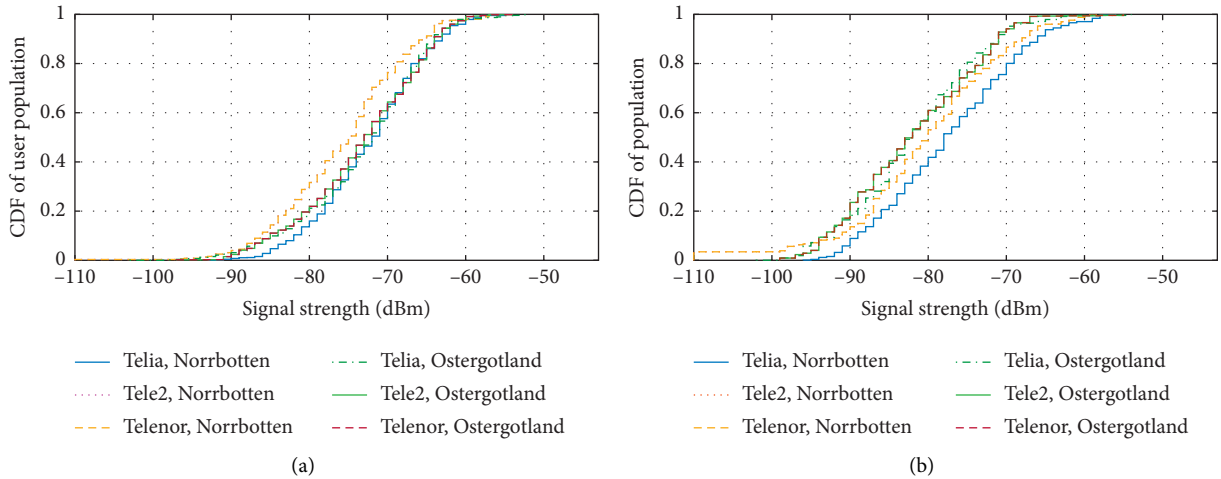 CDF of user population
1
0.8
0.6
0.4
0.2
0
−110 −100 −90 −80 −70 −60 −50
Signal strength (dBm)
Telia, Norrbotten
Tele2, Norrbotten
Telenor, Norrbotten
Telia, Ostergotland
Tele2, Ostergotland
Telenor, Ostergotland
(a)
CDF of population
1
0.8
0.6
0.4
0.2
0
−110 −100 −90 −80 −70 −60 −50
Signal strength (dBm)
Telia, Norrbotten
Tele2, Norrbotten
Telenor, Norrbotten
Telia, Ostergotland
Tele2, Ostergotland
Telenor, Ostergotland
(b)